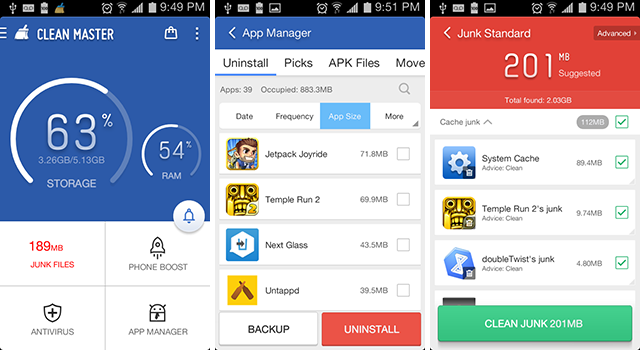 9:49 PM
CLEAN MASTER
63%
3.26GB/5.13GB
STORAGE
54%
RAM
189MB
JUNK FILES
PHONE BOOST
ANTIVIRUS
APP MANAGER
9:51 PM
App Manager
Uninstall Picks APK Files Move
Apps: 39 Occupied: 883.3MB
Date Frequency App Size More
Jetpack Joyride 71.8MB
Temple Run 2 69.9MB
Next Glass 43.5MB
Untappd 39.5MB
BACKUP UNINSTALL
9:49 PM
Junk Standard Advanced
201 MB
Suggested
Total found: 2.03GB
Cache junk 112MB
System Cache
Advice: Clean
89.4MB
Temple Run 2's junk
Advice: Clean
9.74MB
doubleTwist's junk
Advice: Clean
4.80MB
CLEAN JUNK 201MB